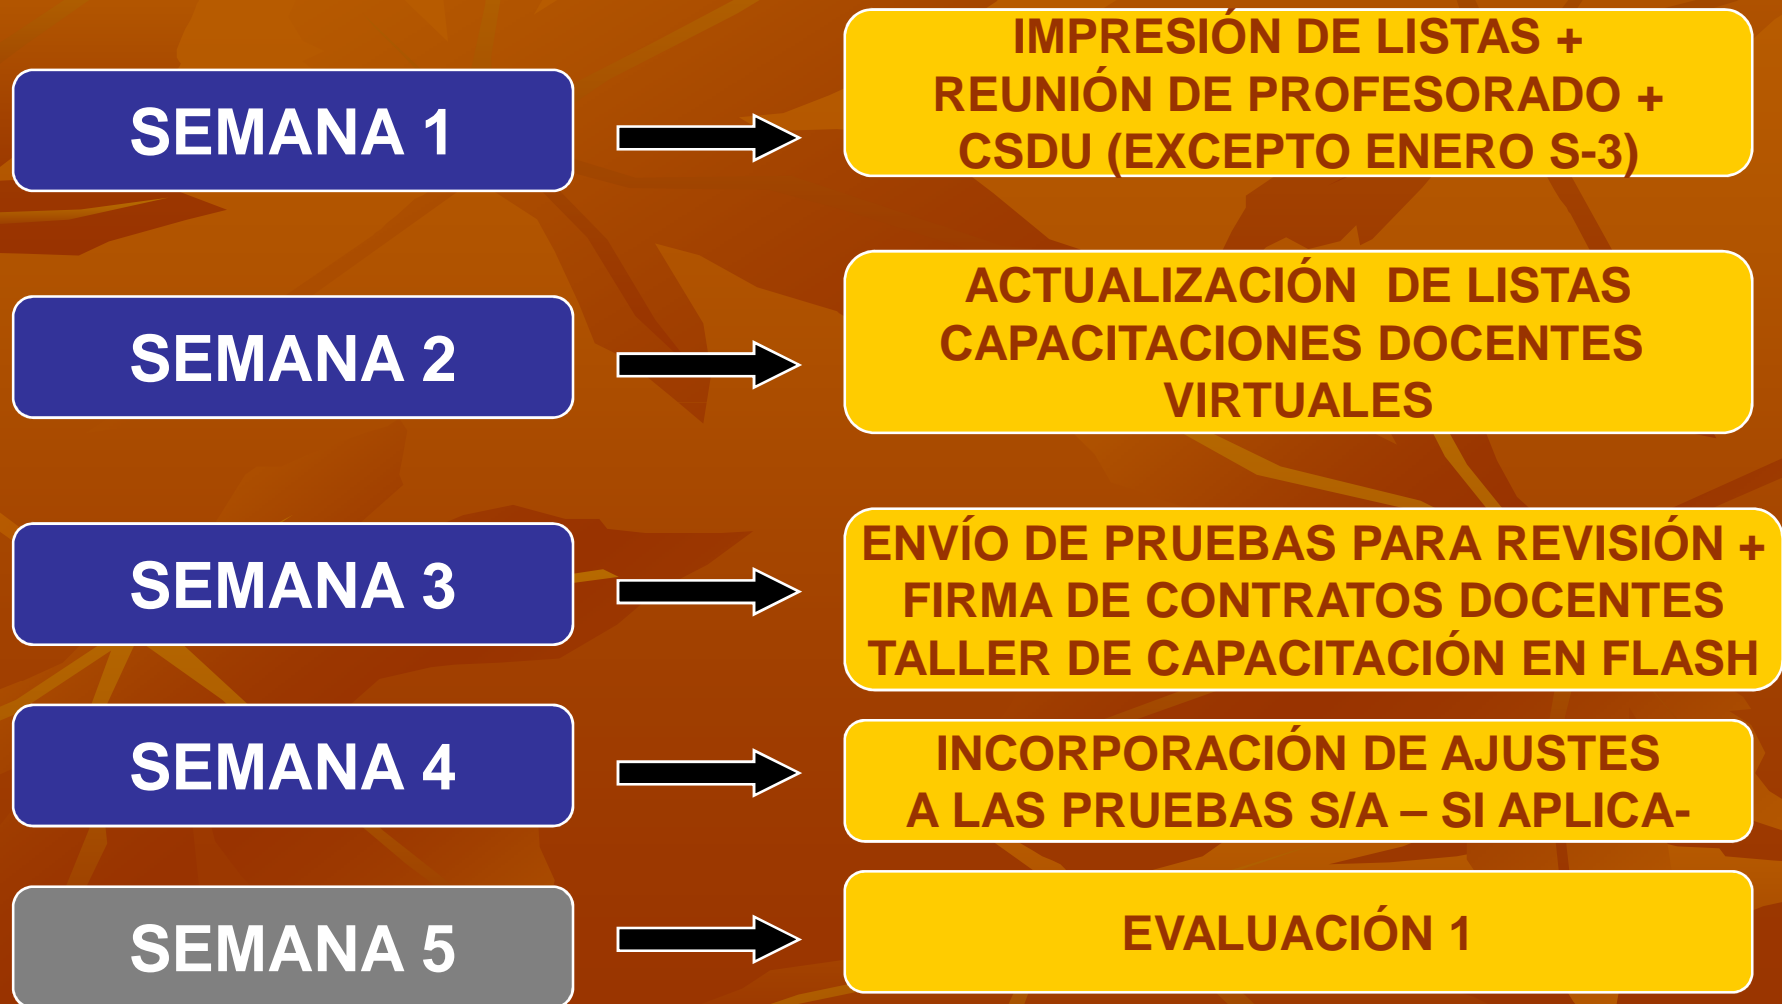 SEMANA 1
IMPRESIÓN DE LISTAS +
REUNIÓN DE PROFESORADO +
CSDU (EXCEPTO ENERO S-3)
SEMANA 2
ACTUALIZACIÓN DE LISTAS
CAPACITACIONES DOCENTES
VIRTUALES
SEMANA 3
ENVÍO DE PRUEBAS PARA REVISIÓN +
FIRMA DE CONTRATOS DOCENTES
TALLER DE CAPACITACIÓN EN FLASH
SEMANA 4
INCORPORACIÓN DE AJUSTES
A LAS PRUEBAS S/A – SI APLICA-
SEMANA 5
EVALUACIÓN 1